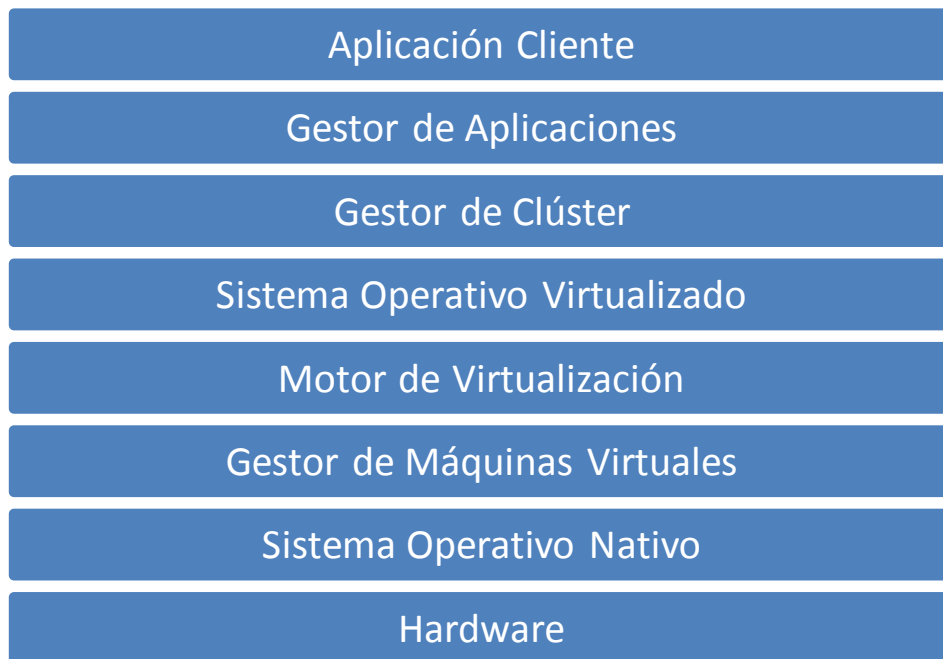 Aplicación Cliente
Gestor de Aplicaciones
Gestor de Clúster
Sistema Operativo Virtualizado
Motor de Virtualización
Gestor de Máquinas Virtuales
Sistema Operativo Nativo
Hardware